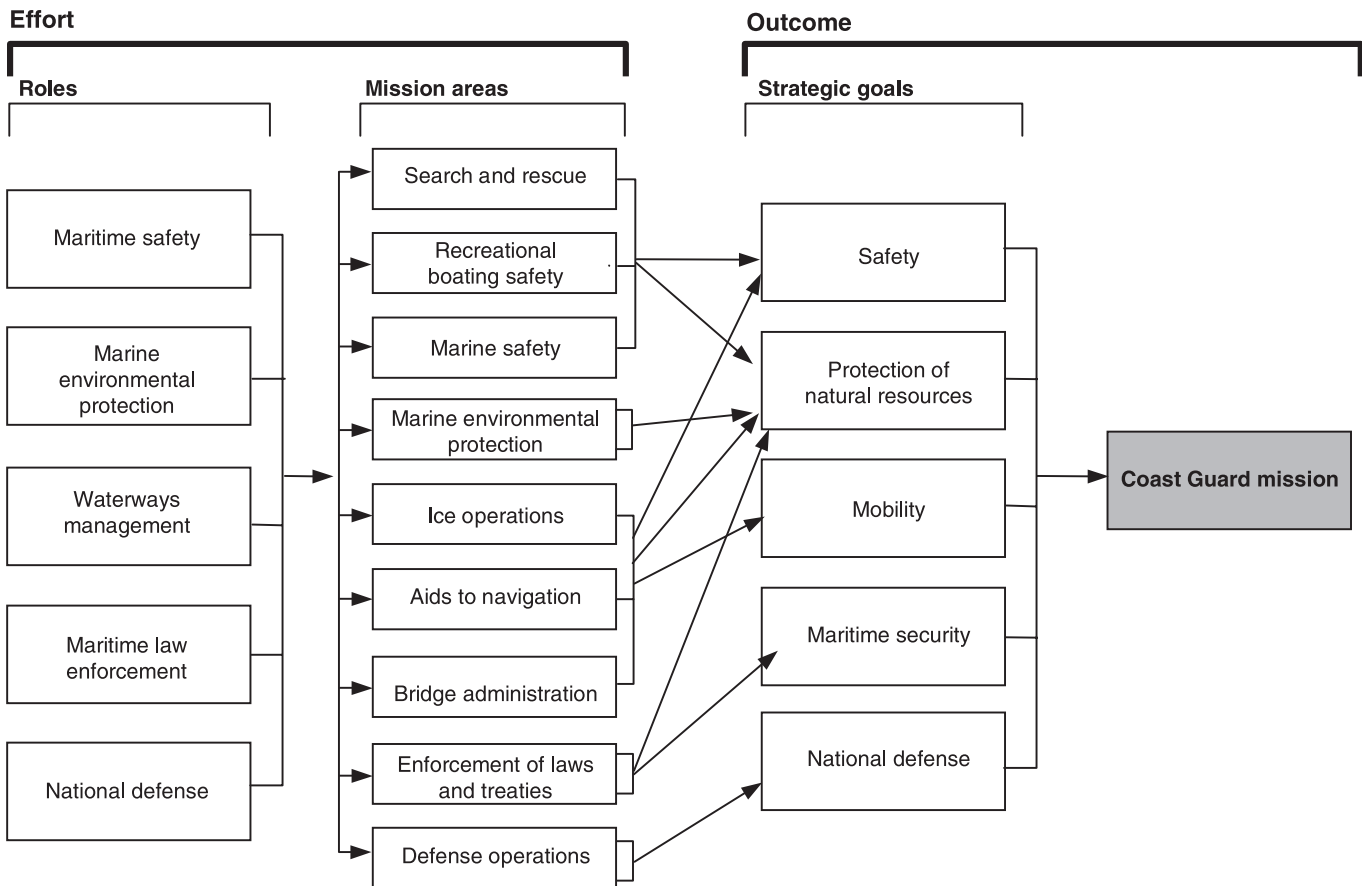 Effort
Outcome
Roles
Mission areas
Strategic goals
Maritime safety
Marine
environmental
protection
Waterways
management
Maritime law
enforcement
National defense
Search and rescue
Recreational
boating safety
Marine safety
Marine environmental
protection
Ice operations
Aids to navigation
Bridge administration
Enforcement of laws
and treaties
Defense operations
Safety
Protection of
natural resources
Mobility
Maritime security
National defense
Coast Guard mission